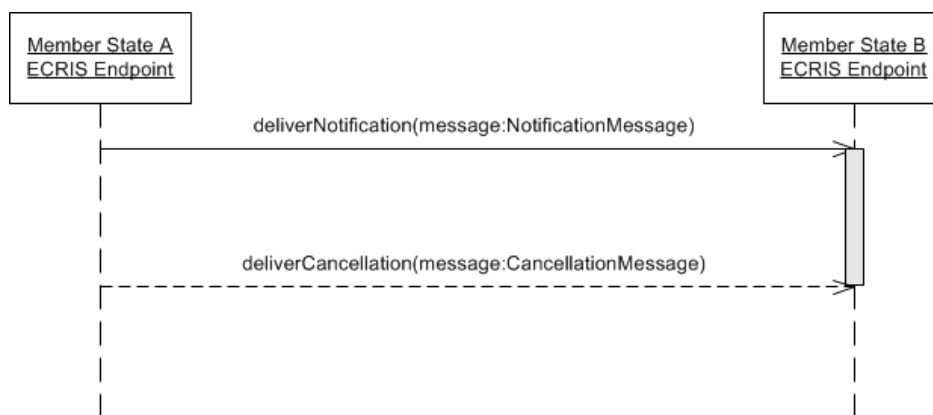 Member State A
ECRIS Endpoint
Member State B
ECRIS Endpoint
deliverNotification(message:NotificationMessage)
deliverCancellation(message:CancellationMessage)